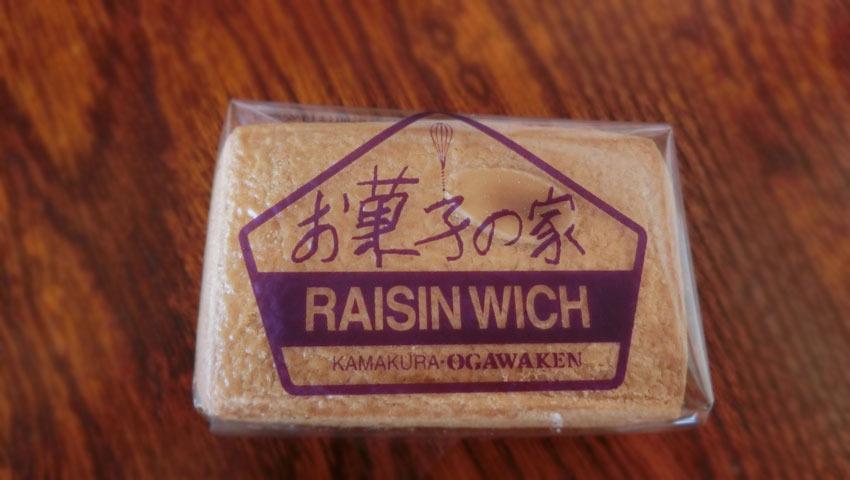 お菓子の家
RAISIN WICH
KAMAKURA-OGAWAKEN